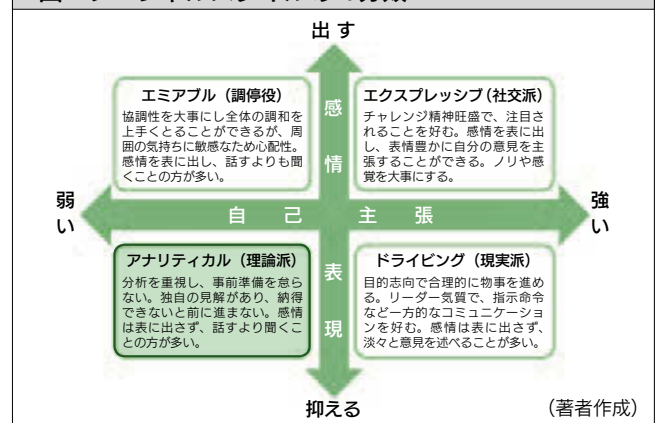 出 す
エミアブル（調停役）
協調性を大事にし全体の調和を
上手くとることができるが、周
囲の気持ちに敏感なため心配性。
感情を表に出し、話すよりも聞
くことの方が多い。
感情
エクスプレッシブ（社交派）
チャレンジ精神旺盛で、注目さ
れることを好む。感情を表に出
し、表情豊かに自分の意見を主
張することができる。ノリや感
覚を大事にする。
弱い
自己主張
強い
アナリティカル（理論派）
分析を重視し、事前準備を怠ら
ない。独自の見解があり、納得
できないと前に進まない。感情
は表に出さず、話すより聞くこ
との方が多い。
表現
ドライビング（現実派）
目的志向で合理的に物事を進め
る。リーダー気質で、指示命令
など一方的なコミュニケーショ
ンを好む。感情は表に出さず、
淡々と意見を述べることが多い。
抑える
（著者作成）